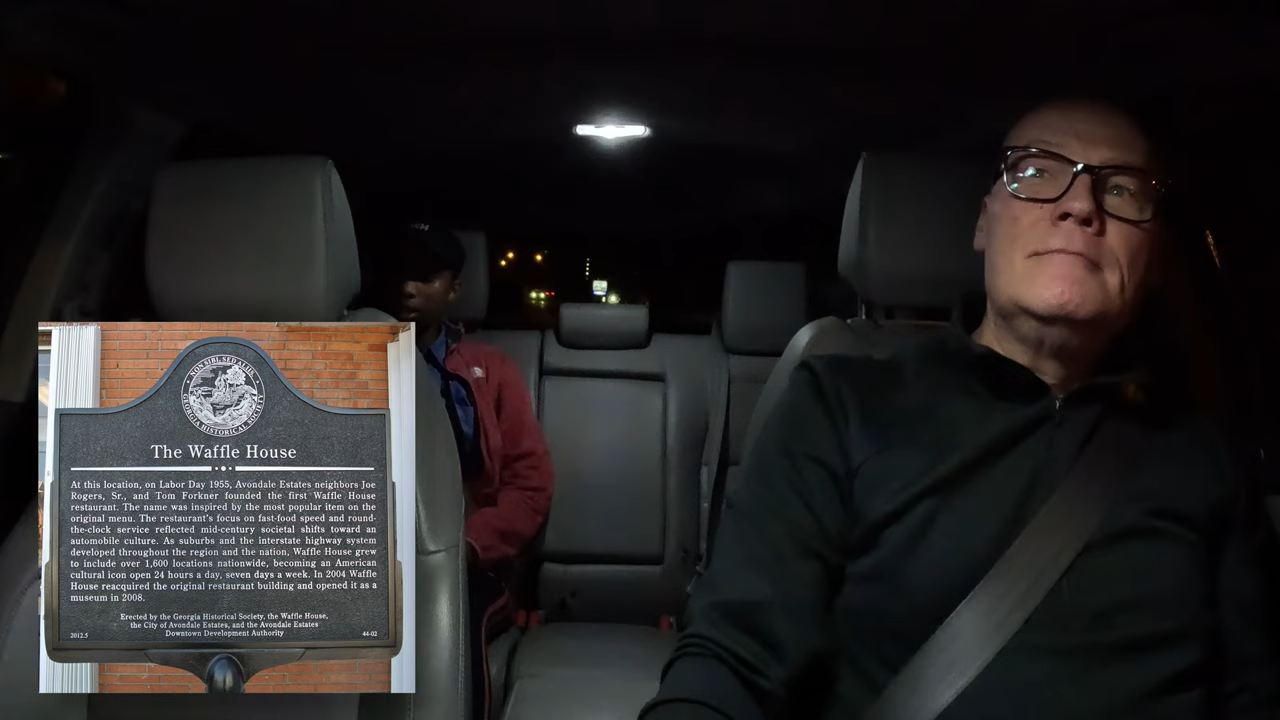 NON SIBI, SED ALIIS
GEORGIA HISTORICAL SOCIETY
The Waffle House
At this location, on Labor Day 1955, Avondale Estates neighbors Joe
Rogers, Sr., and Tom Forkner founded the first Waffle House
restaurant. The name was inspired by the most popular item on the
original menu. The restaurant's focus on fast-food speed and round-
the-clock service reflected mid-century societal shifts toward an
automobile culture. As suburbs and the interstate highway system
developed throughout the region and the nation, Waffle House grew
to include over 1,600 locations nationwide, becoming an American
cultural icon open 24 hours a day, seven days a week. In 2004 Waffle
House reacquired the original restaurant building and opened it as a
museum in 2008.
Erected by the Georgia Historical Society, the Waffle House,
the City of Avondale Estates, and the Avondale Estates
Downtown Development Authority
2012.5
44-02